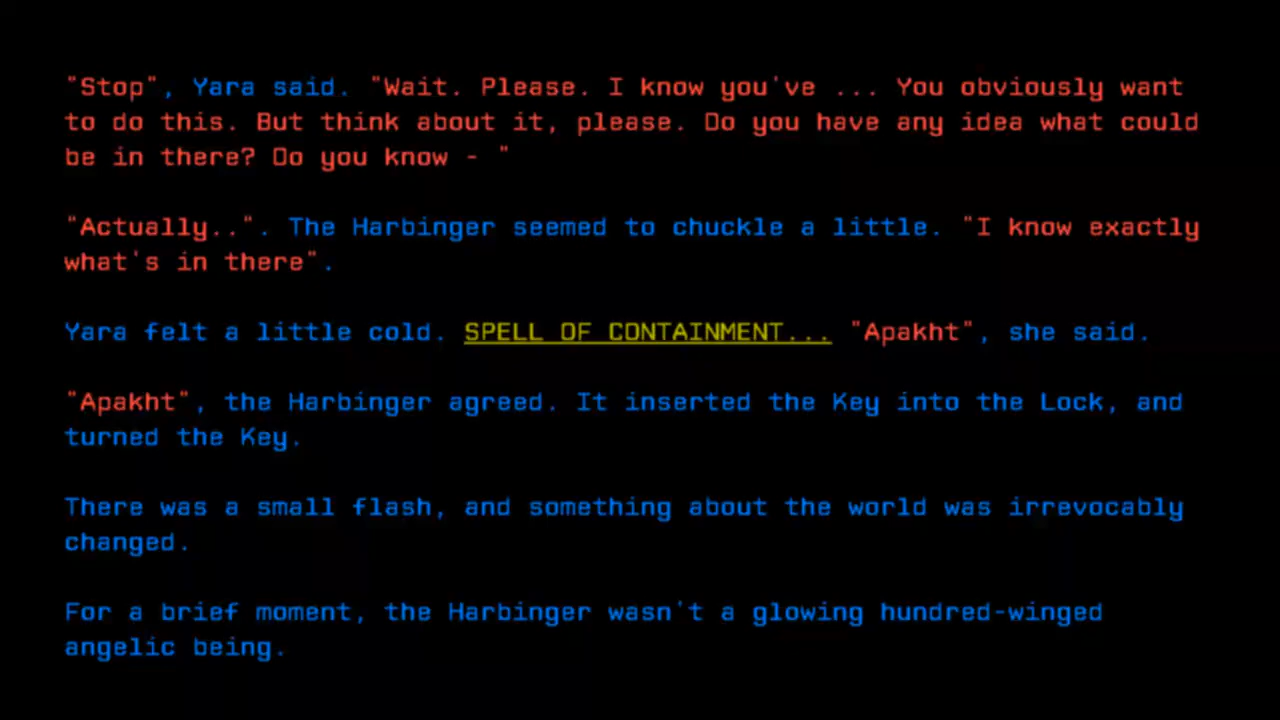 "Stop", Yara said. "Wait. Please. I know you've ... You obviously want
to do this. But think about it, please. Do you have any idea what could
be in there? Do you know - "
"Actually..". The Harbinger seemed to chuckle a little. "I know exactly
what's in there".
Yara felt a little cold. SPELL OF CONTAINMENT... "Apakht", she said.
"Apakht", the Harbinger agreed. It inserted the Key into the Lock, and
turned the Key.
There was a small flash, and something about the world was irrevocably
changed.
For a brief moment, the Harbinger wasn't a glowing hundred-winged
angelic being.